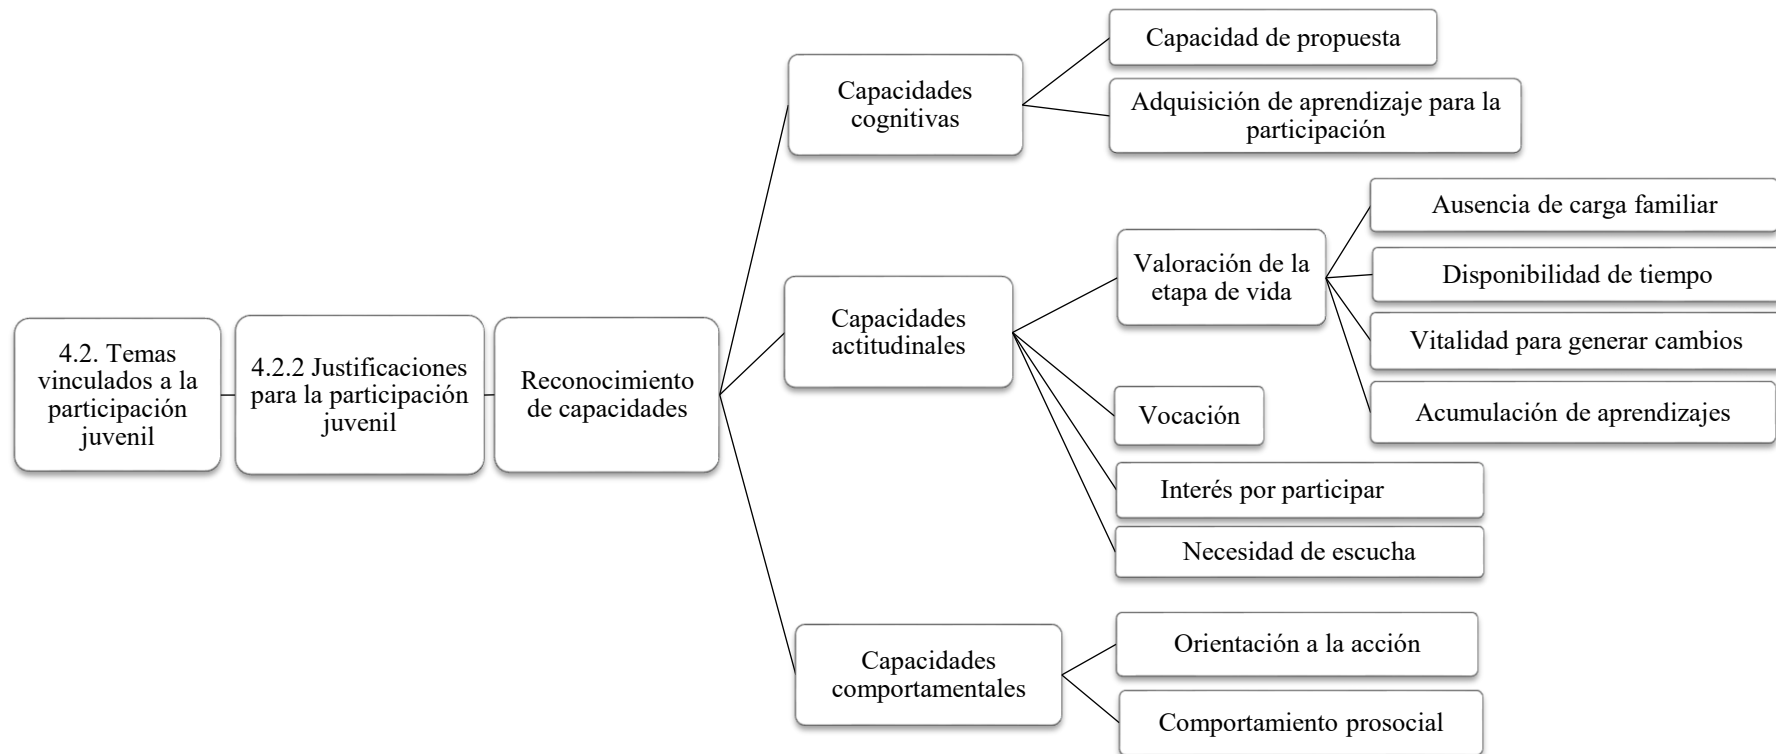 4.2. Temas
vinculados a la
participación
juvenil
4.2.2 Justificaciones
para la participación
juvenil
Reconocimiento
de capacidades
Capacidades
cognitivas
Capacidad de propuesta
Adquisición de aprendizaje para la
participación
Capacidades
actitudinales
Valoración de la
etapa de vida
Ausencia de carga familiar
Disponibilidad de tiempo
Vitalidad para generar cambios
Acumulación de aprendizajes
Vocación
Interés por participar
Necesidad de escucha
Capacidades
comportamentales
Orientación a la acción
Comportamiento prosocial